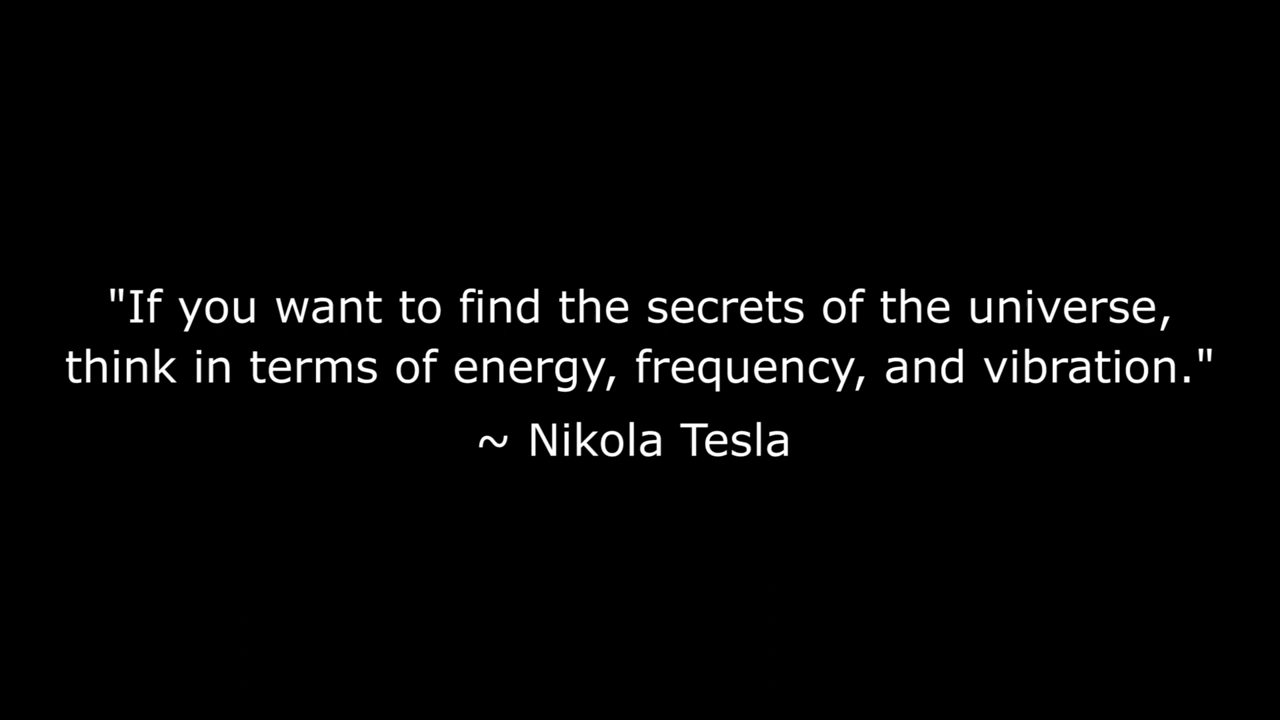 "If you want to find the secrets of the universe,
think in terms of energy, frequency, and vibration."
~ Nikola Tesla